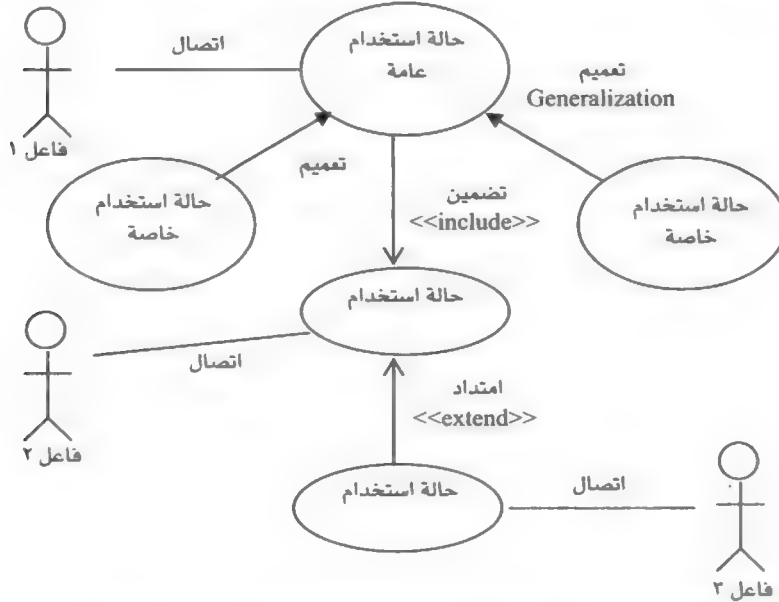 اتصال
حالة استخدام
عامة
تعميم
Generalization
فاعل ١
تعميم
حالة استخدام
خاصة
تضمين
<<include>>
حالة استخدام
خاصة
حالة استخدام
اتصال
فاعل ٢
امتداد
<<extend>>
حالة استخدام
اتصال
فاعل ٣